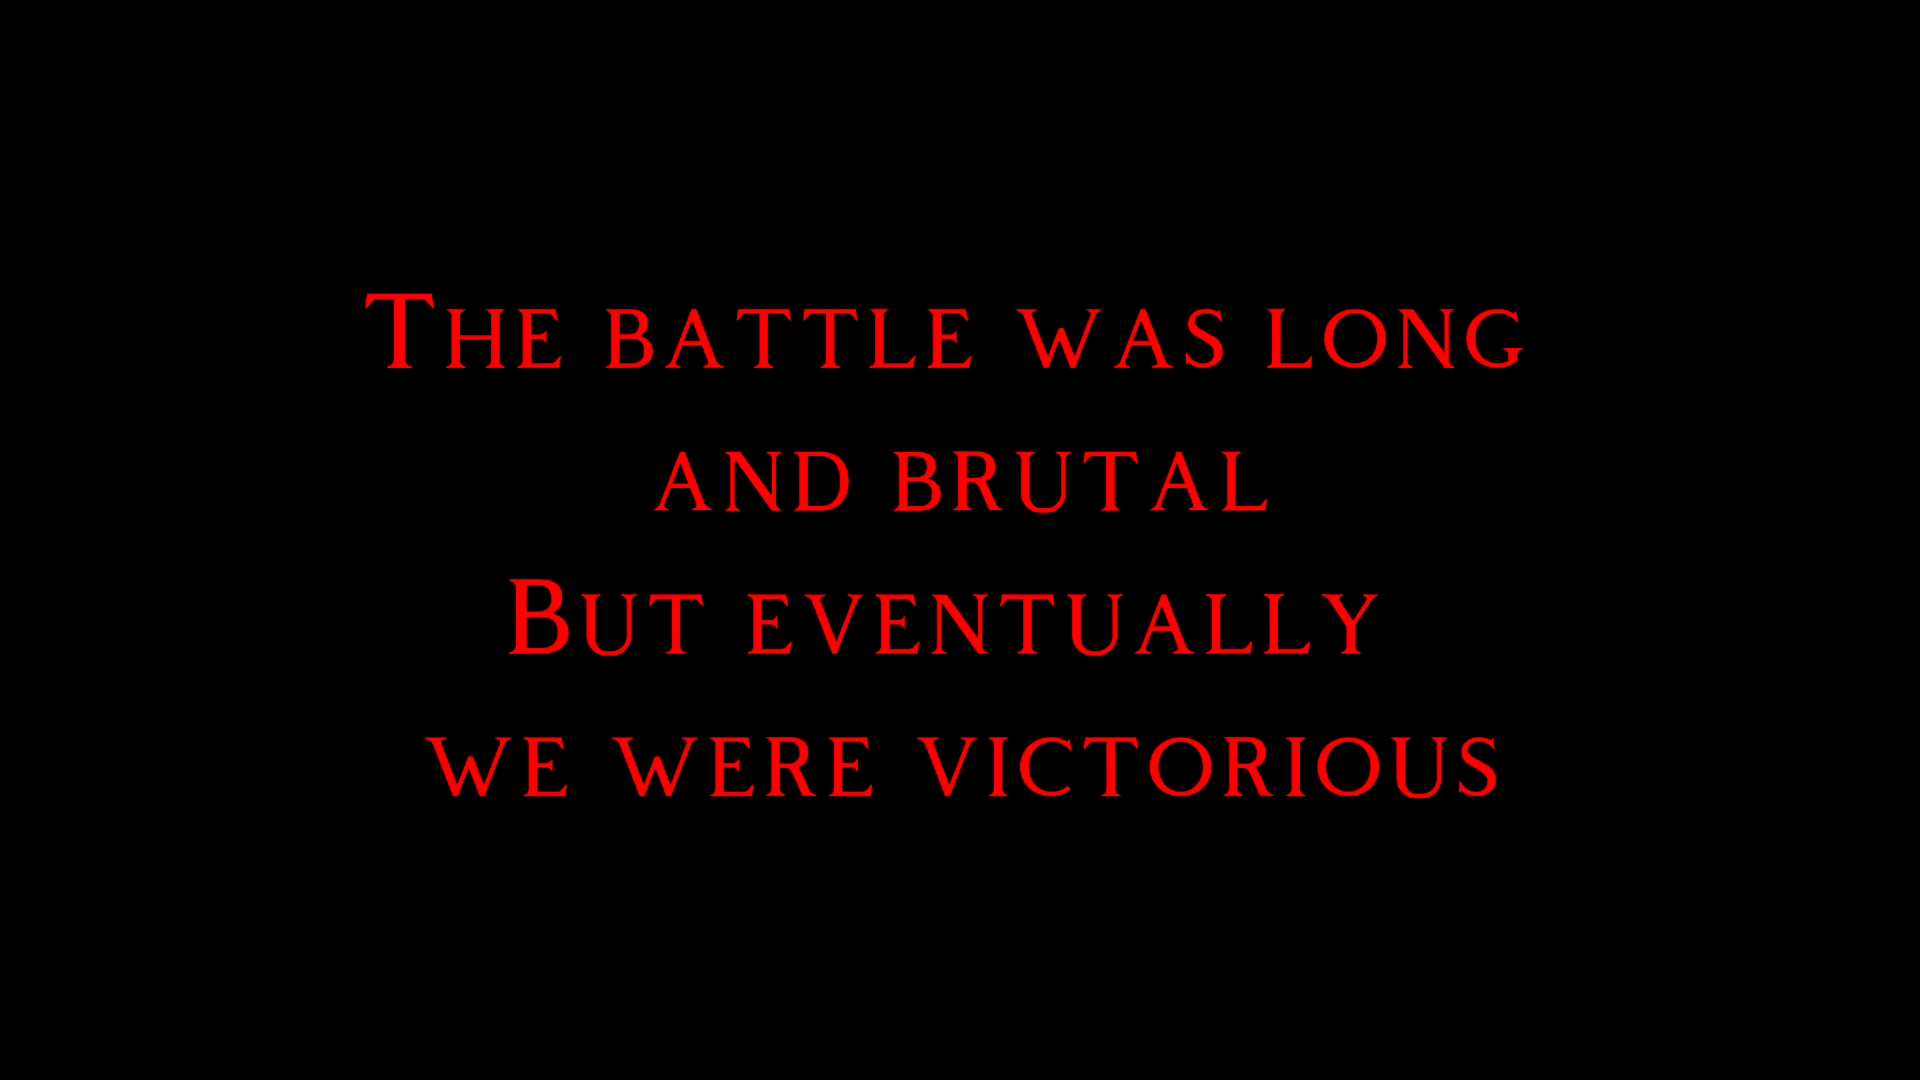 The battle was long
and brutal
But eventually
we were victorious